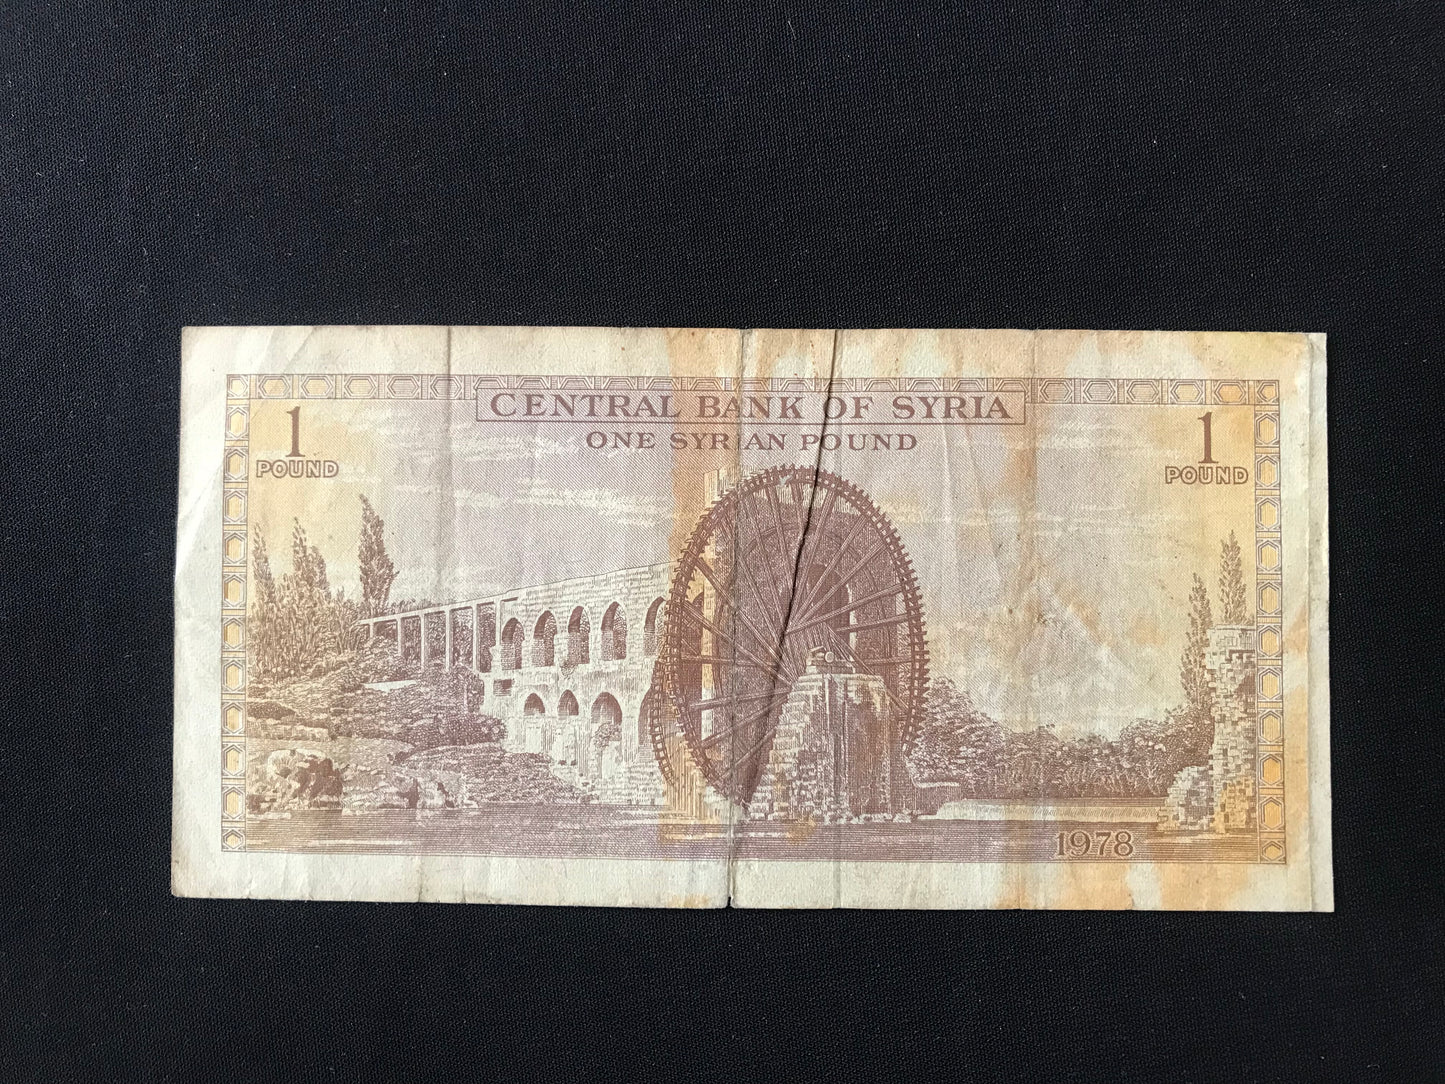 CENTRAL BANK OF SYRIA
ONE SYRIAN POUND
1
POUND
1
POUND
1978